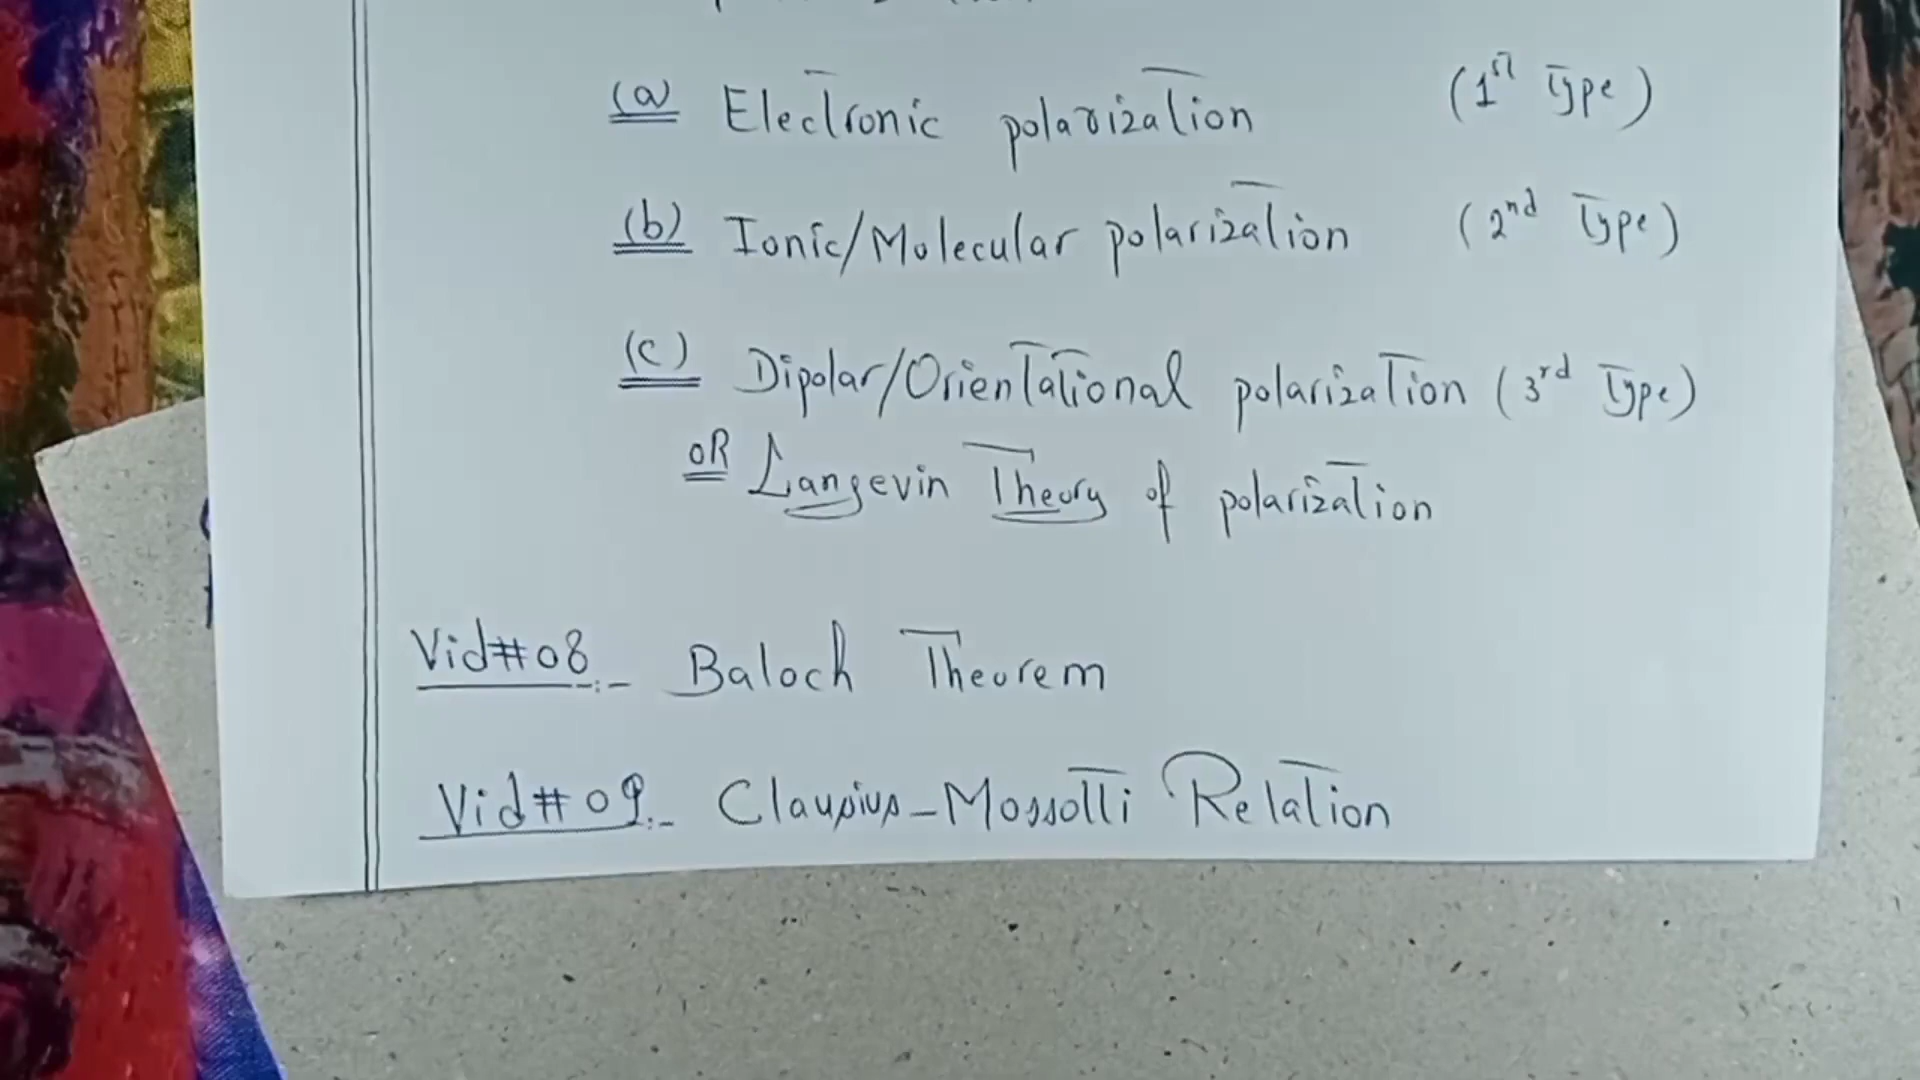 (a) Electronic polarization (1st Type)
(b) Ionic/Molecular polarization (2nd Type)
(c) Dipolar/Orientational polarization (3rd Type)
OR Langevin Theory of polarization
Vid#08:- Baloch Theorem
Vid#09:- Clausius-Mossotti Relation